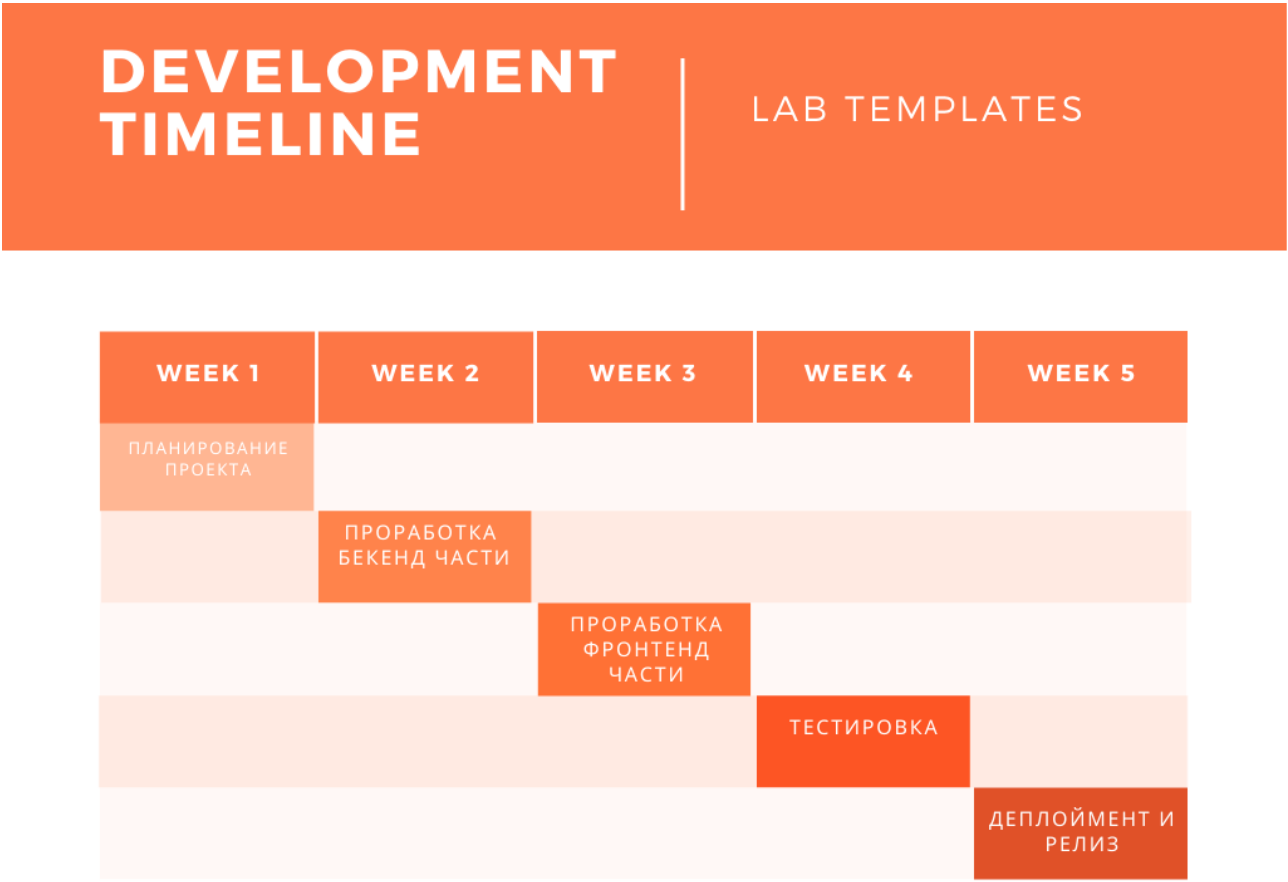 DEVELOPMENT
TIMELINE
LAB TEMPLATES
WEEK 1
WEEK 2
WEEK 3
WEEK 4
WEEK 5
ПЛАНИРОВАНИЕ
ПРОЕКТА
ПРОРАБОТКА
БЕКЕНД ЧАСТИ
ПРОРАБОТКА
ФРОНТЕНД
ЧАСТИ
ТЕСТИРОВКА
ДЕПЛОЙМЕНТ И
РЕЛИЗ